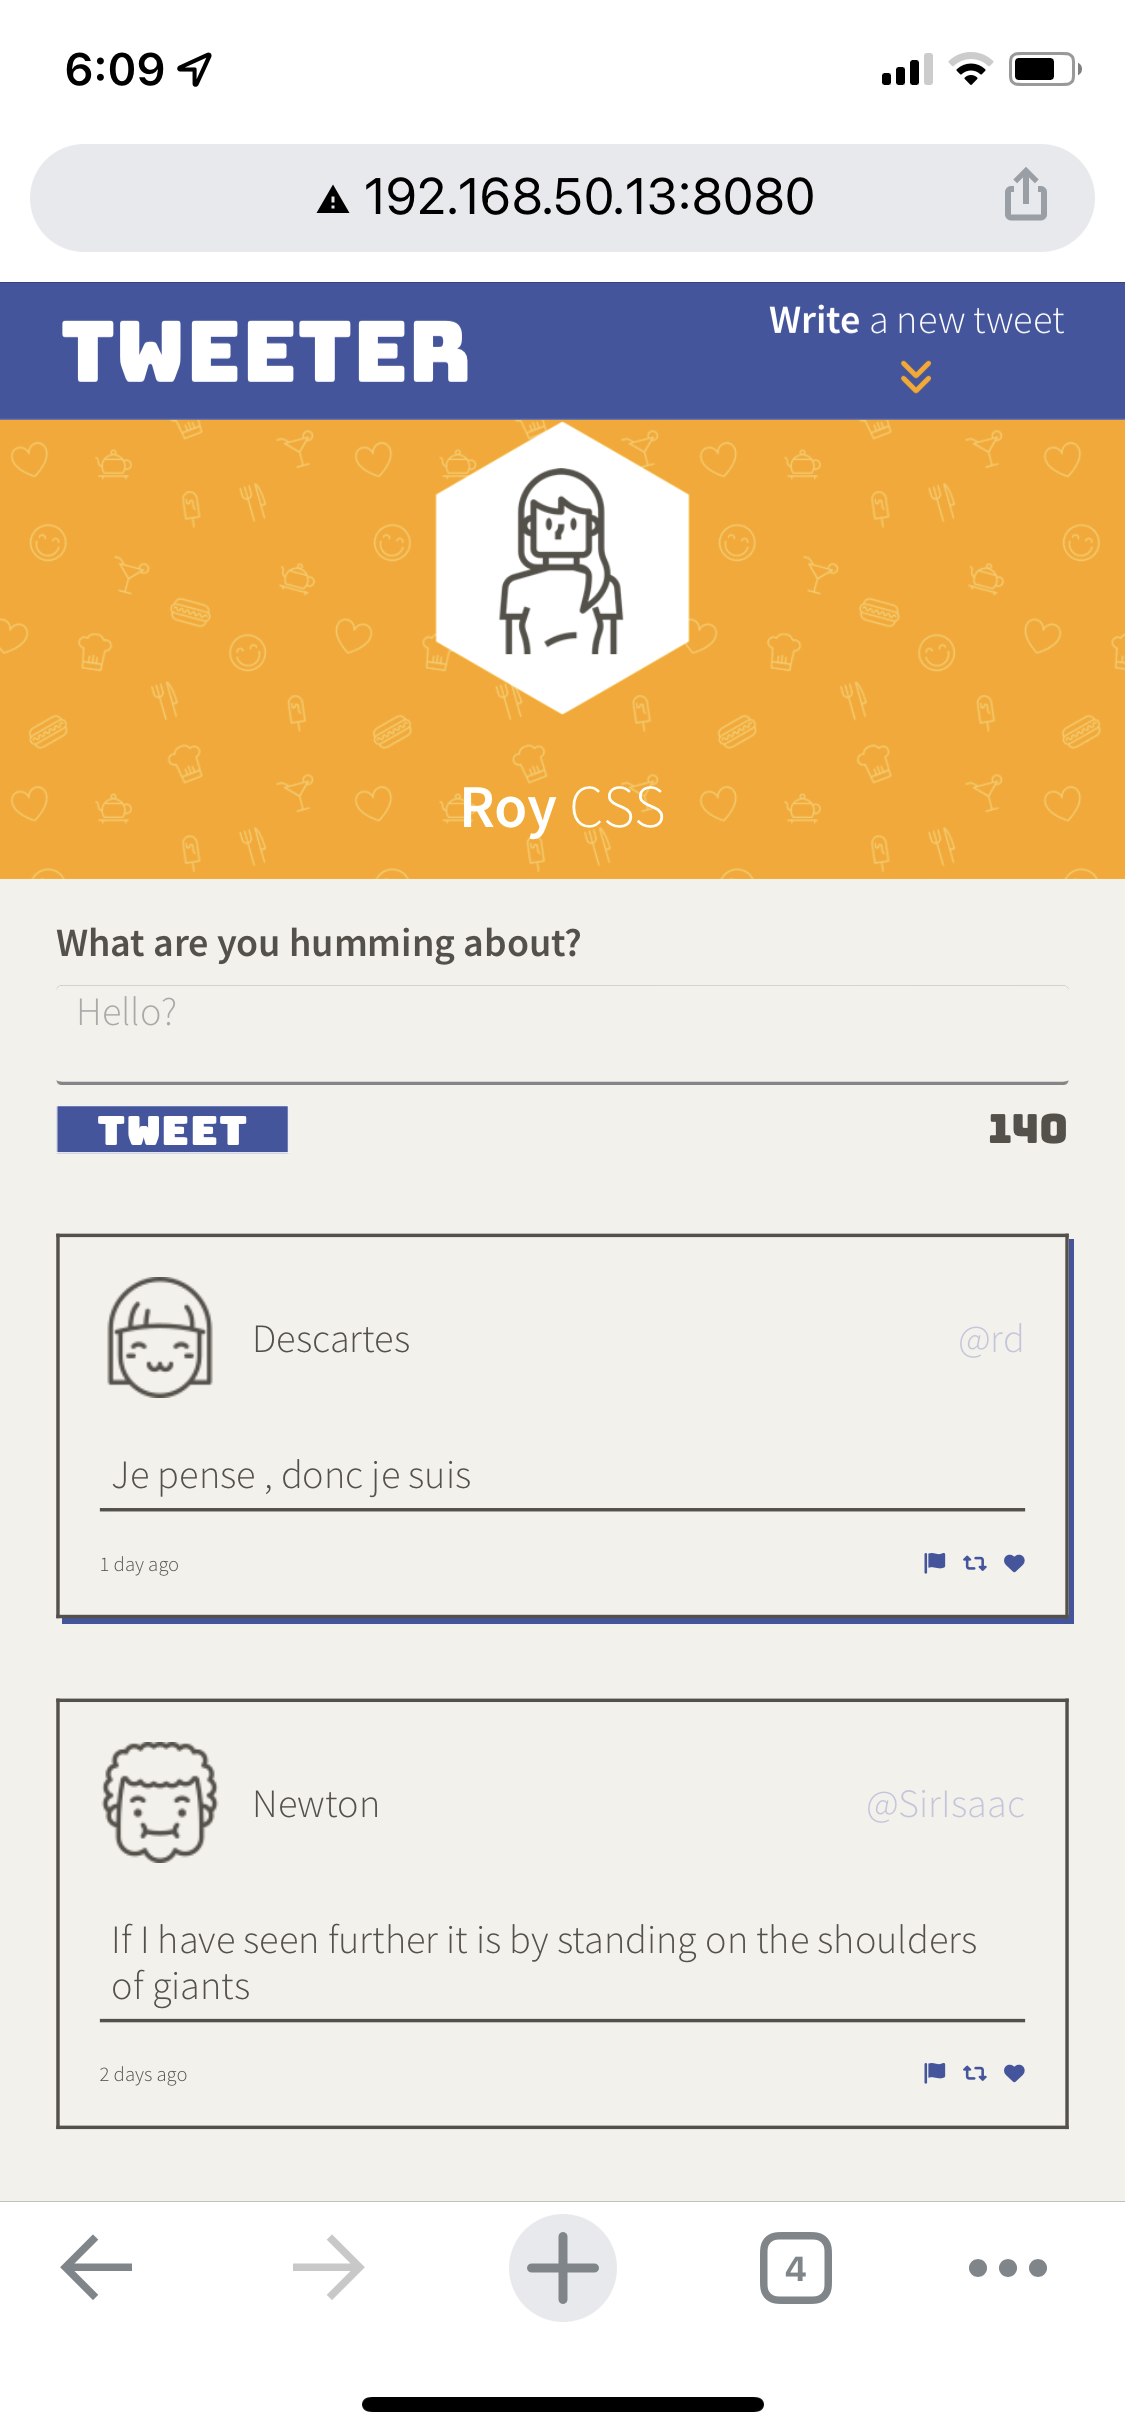 6:09
192.168.50.13:8080
TWEETER
Write a new tweet
Roy CSS
What are you humming about?
Hello?
TWEET
140
Descartes
@rd
Je pense , donc je suis
1 day ago
Newton
@SirIsaac
If I have seen further it is by standing on the shoulders
of giants
2 days ago
4